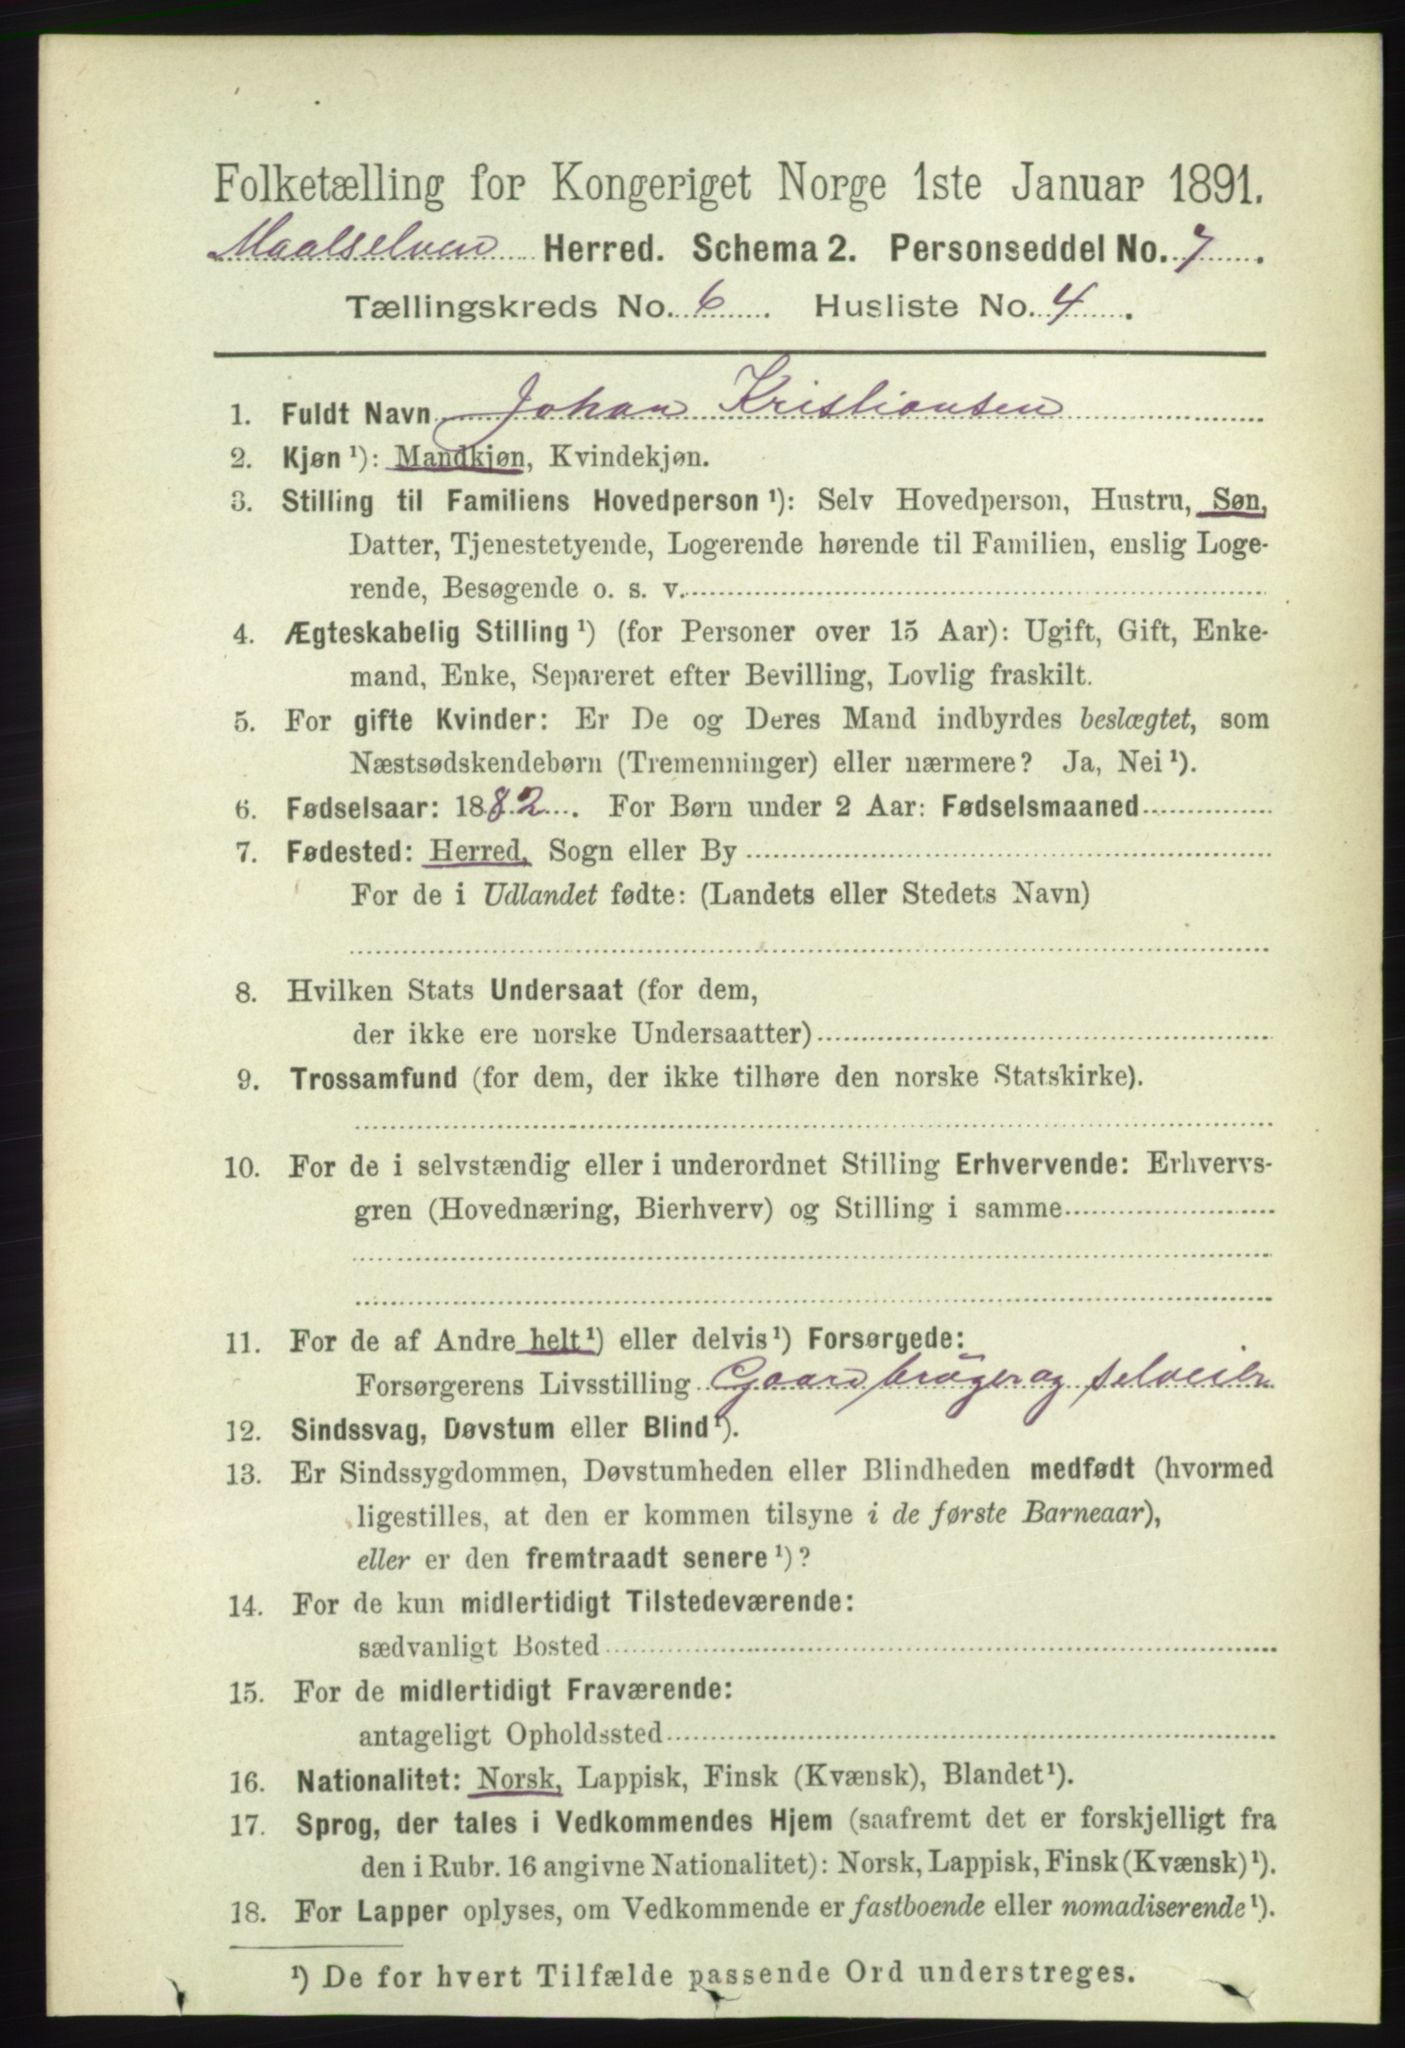 Folketælling for Kongeriget Norge 1ste Januar 1891.
Maalselven Herred. Schema 2. Personseddel No. 7.
Tællingskreds No. 6. Husliste No. 4.
1. Fuldt Navn Johan Kristiansen
2. Kjøn ¹): Mandkjøn, Kvindekjøn.
3. Stilling til Familiens Hovedperson ¹): Selv Hovedperson, Hustru, Søn,
Datter, Tjenestetyende, Logerende hørende til Familien, enslig Loge-
rende, Besøgende o. s. v.
4. Ægteskabelig Stilling ¹) (for Personer over 15 Aar): Ugift, Gift, Enke-
mand, Enke, Separeret efter Bevilling, Lovlig fraskilt.
5. For gifte Kvinder: Er De og Deres Mand indbyrdes beslægtet, som
Næstsødskendebørn (Tremenninger) eller nærmere? Ja, Nei ¹).
6. Fødselsaar: 1882. For Børn under 2 Aar: Fødselsmaaned
7. Fødested: Herred, Sogn eller By
For de i Udlandet fødte: (Landets eller Stedets Navn)
8. Hvilken Stats Undersaat (for dem,
der ikke ere norske Undersaatter)
9. Trossamfund (for dem, der ikke tilhøre den norske Statskirke).
10. For de i selvstændig eller i underordnet Stilling Erhvervende: Erhvervs-
gren (Hovednæring, Bierhverv) og Stilling i samme
11. For de af Andre helt ¹) eller delvis ¹) Forsørgede:
Forsørgerens Livsstilling Gaardbrüger og selveier
12. Sindssvag, Døvstum eller Blind ¹).
13. Er Sindssygdommen, Døvstumheden eller Blindheden medfødt (hvormed
ligestilles, at den er kommen tilsyne i de første Barneaar),
eller er den fremtraadt senere ¹)?
14. For de kun midlertidigt Tilstedeværende:
sædvanligt Bosted
15. For de midlertidigt Fraværende:
antageligt Opholdssted
16. Nationalitet: Norsk, Lappisk, Finsk (Kvænsk), Blandet ¹).
17. Sprog, der tales i Vedkommendes Hjem (saafremt det er forskjelligt fra
den i Rubr. 16 angivne Nationalitet): Norsk, Lappisk, Finsk (Kvænsk) ¹).
18. For Lapper oplyses, om Vedkommende er fastboende eller nomadiserende ¹).
¹) De for hvert Tilfælde passende Ord understreges.